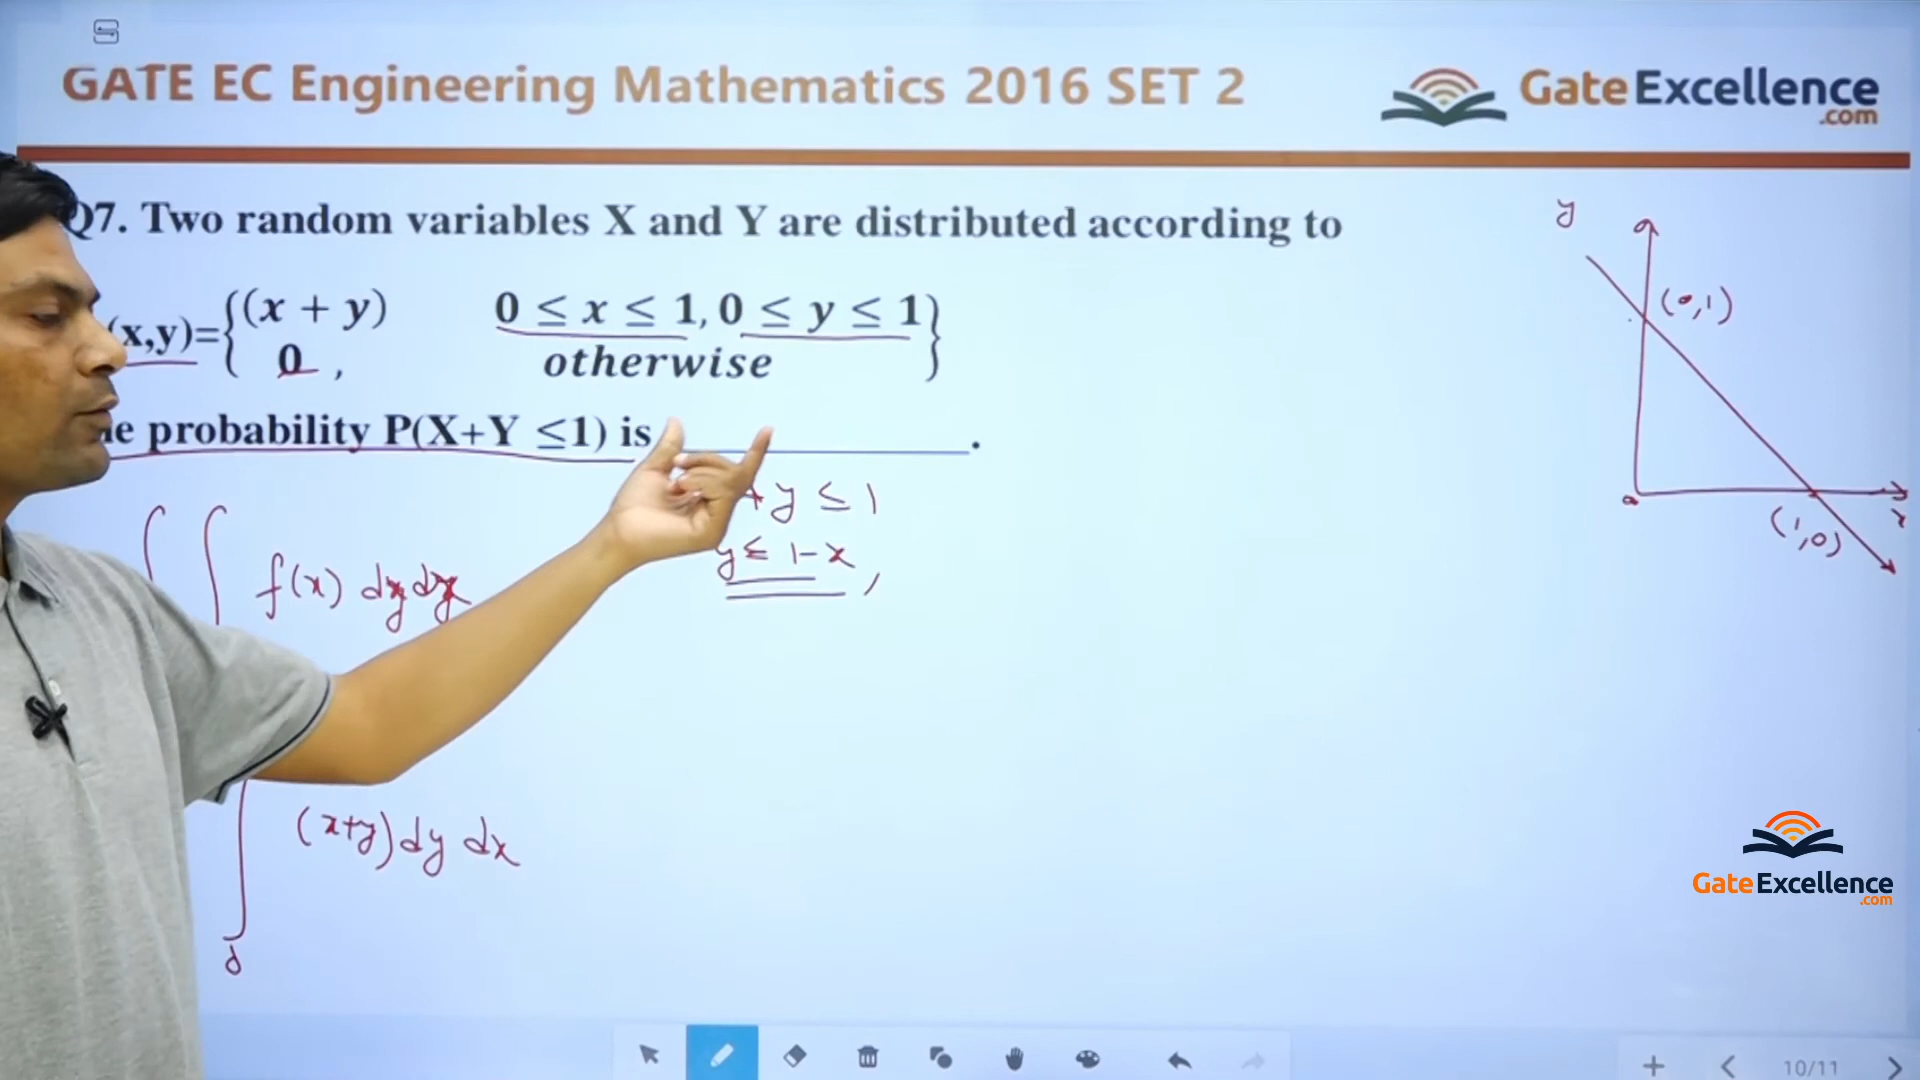 GATE EC Engineering Mathematics 2016 SET 2
GateExcellence
.com
Q7. Two random variables X and Y are distributed according to
(x,y)={(x + y) 0 ≤ x ≤ 1, 0 ≤ y ≤ 1}
0 , otherwise
probability P(X+Y ≤1) is ____________.
+ y ≤ 1
y ≤ 1-x ,
∫ ∫ f(x) dy dx
∫ (x+y) dy dx
y
(0,1)
(1,0)
x
GateExcellence
.com
10/11